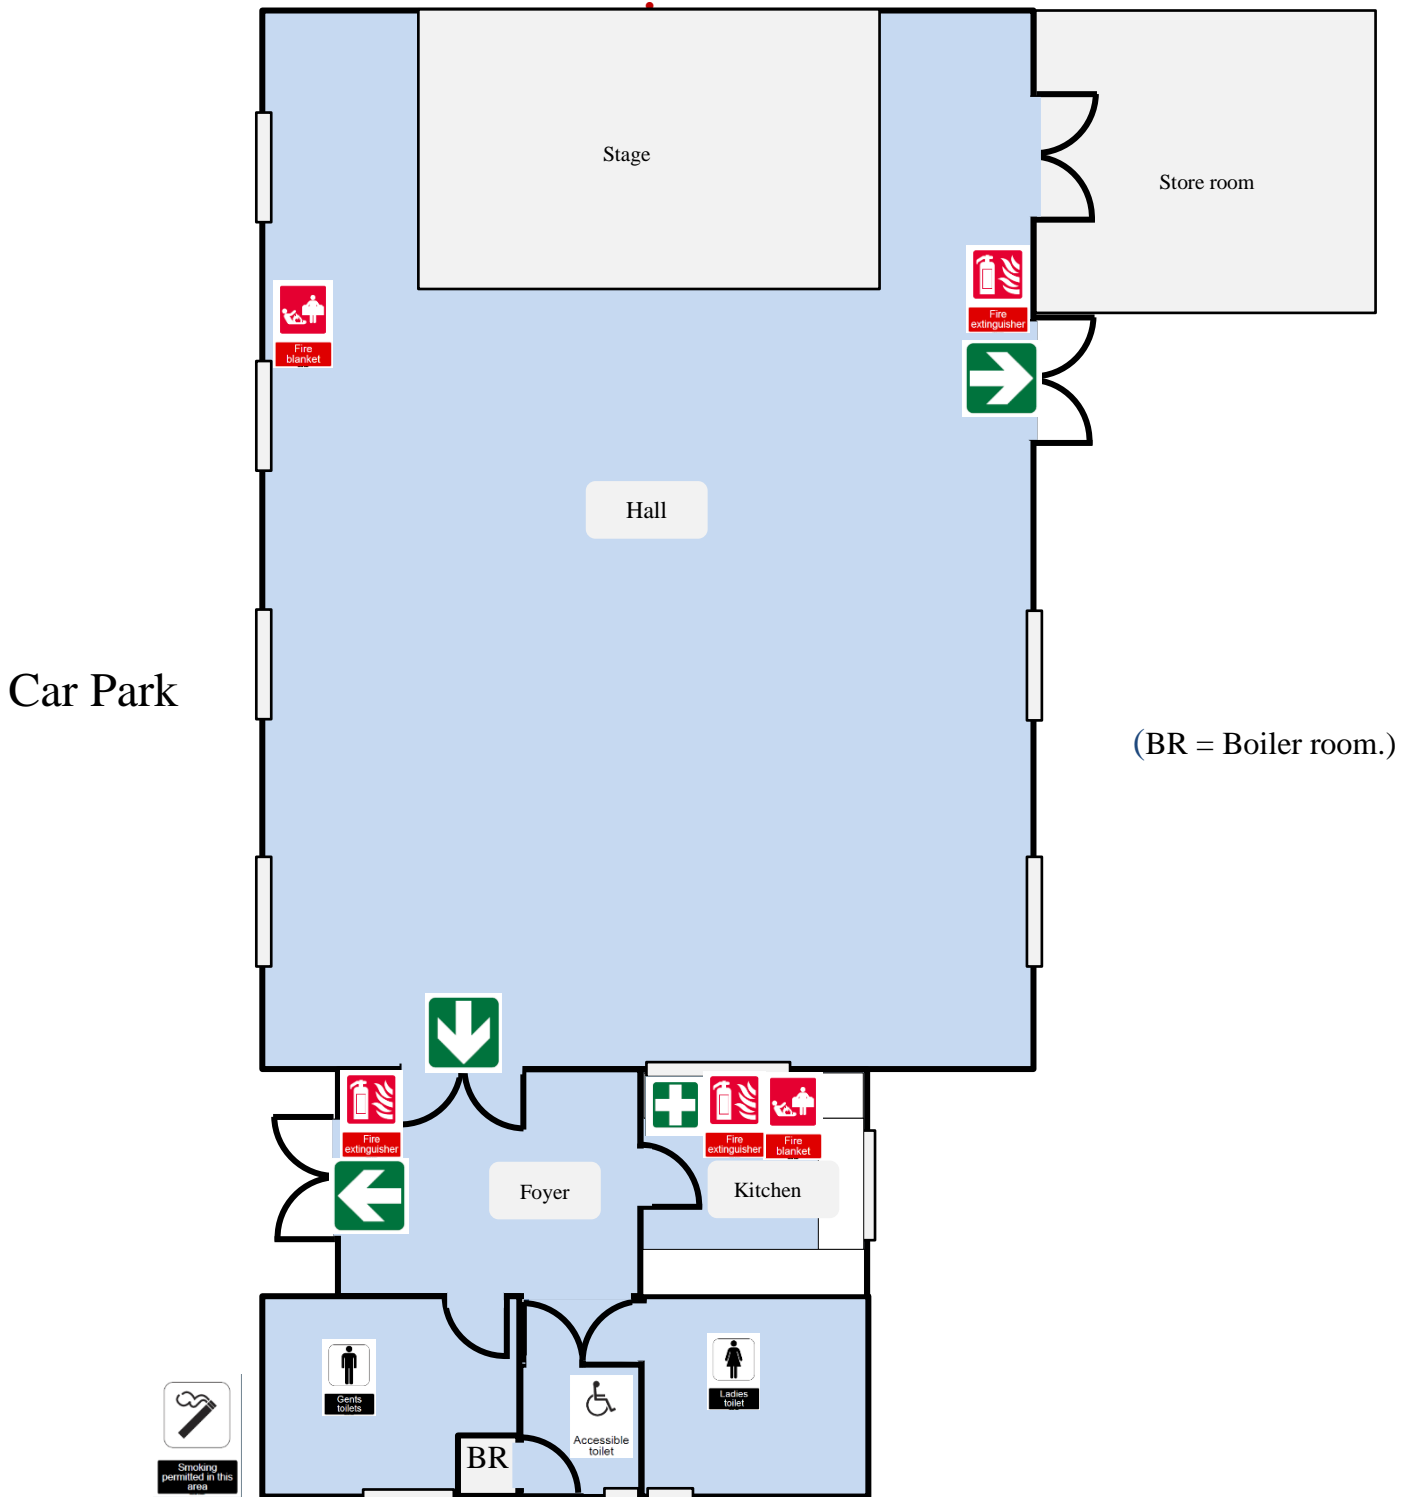 Stage
Store room
Fire
extinguisher
Fire
blanket
Hall
Car Park
(BR = Boiler room.)
Fire
extinguisher
Fire
extinguisher
Fire
blanket
Foyer
Kitchen
Gents
toilets
Ladies
toilet
Accessible
toilet
BR
Smoking
permitted in this
area